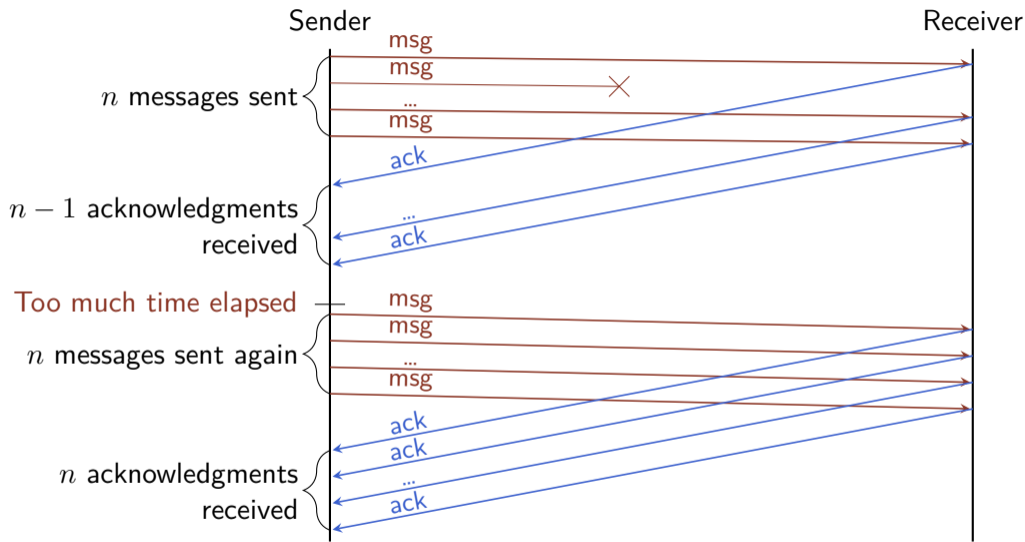 Sender
Receiver
msg
msg
n messages sent
...
msg
ack
n − 1 acknowledgments
received
...
ack
Too much time elapsed
msg
msg
n messages sent again
...
msg
ack
ack
n acknowledgments
received
...
ack